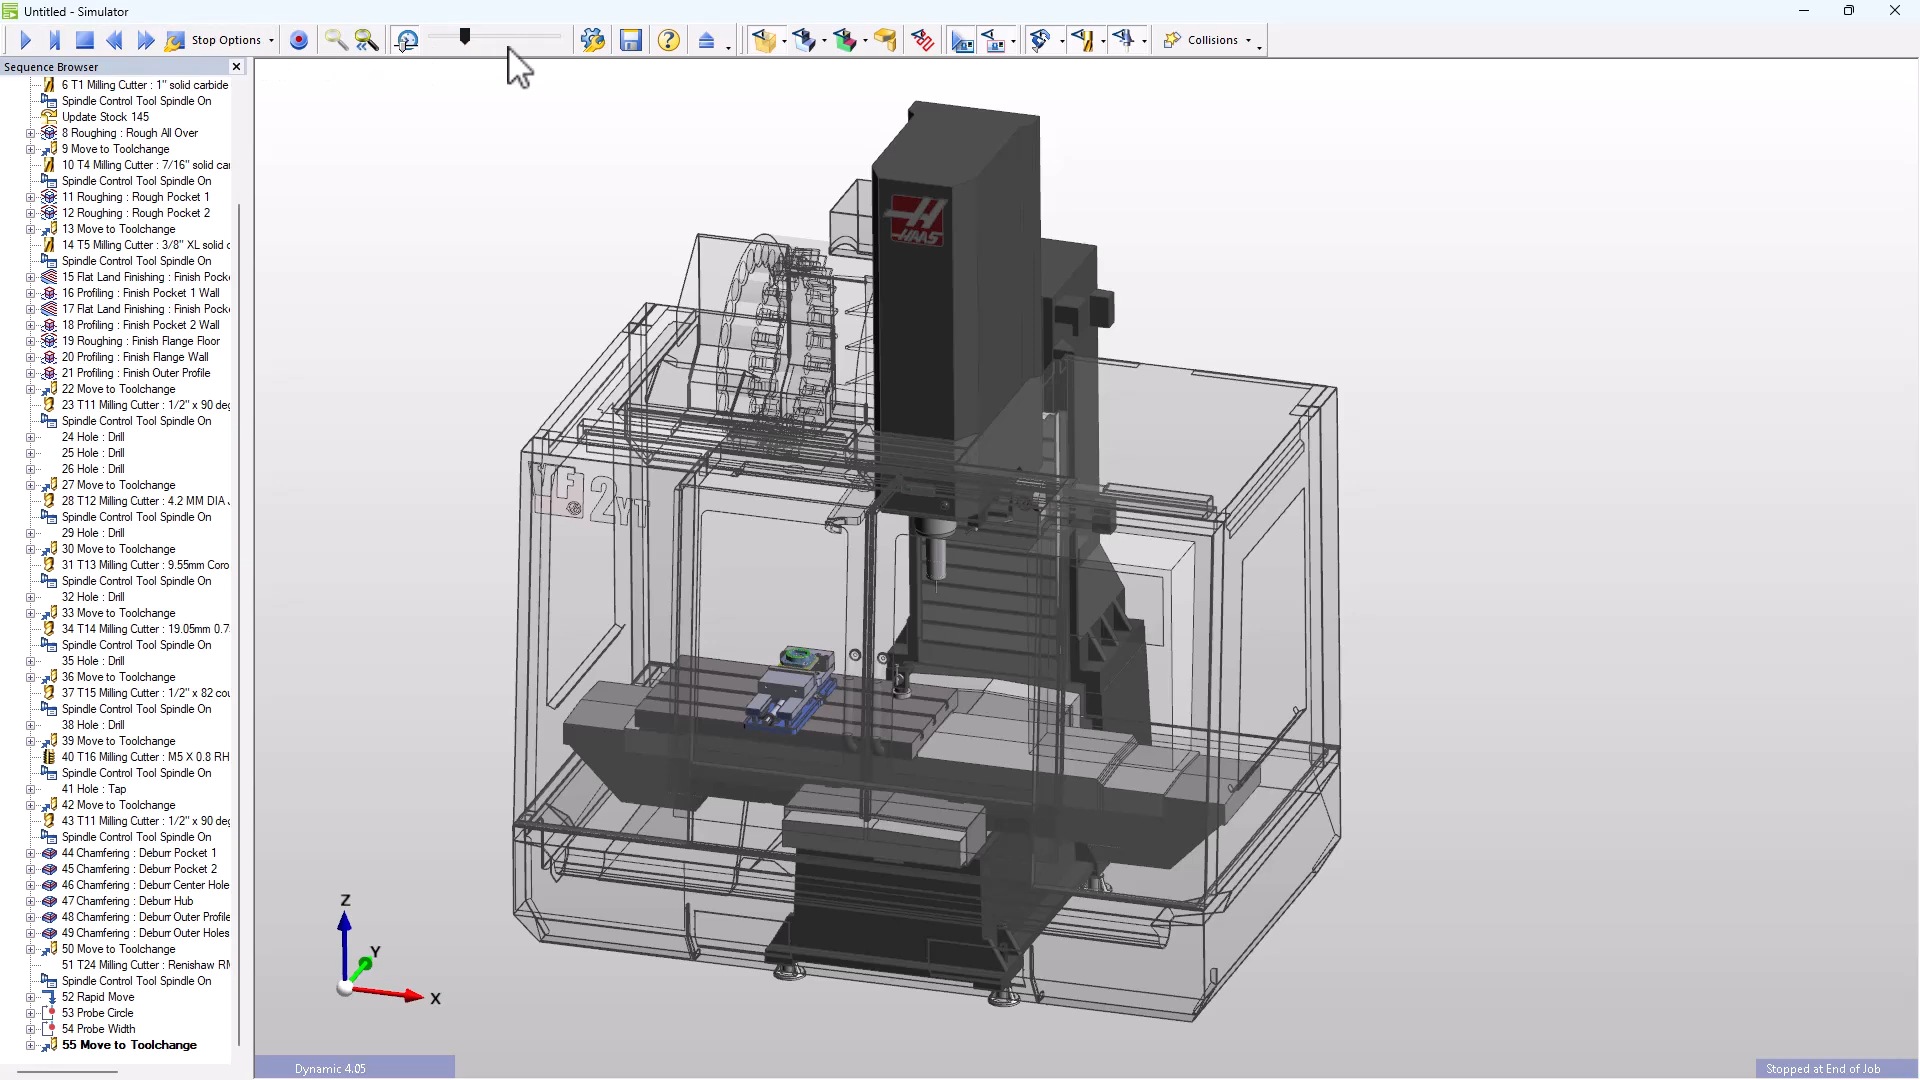 Untitled - Simulator
Stop Options
Collisions
Sequence Browser
6 T1 Milling Cutter : 1" solid carbide
Spindle Control Tool Spindle On
Update Stock 145
8 Roughing : Rough All Over
9 Move to Toolchange
10 T4 Milling Cutter : 7/16" solid car
Spindle Control Tool Spindle On
11 Roughing : Rough Pocket 1
12 Roughing : Rough Pocket 2
13 Move to Toolchange
14 T5 Milling Cutter : 3/8" XL solid c
Spindle Control Tool Spindle On
15 Flat Land Finishing : Finish Pock
16 Profiling : Finish Pocket 1 Wall
17 Flat Land Finishing : Finish Pock
18 Profiling : Finish Pocket 2 Wall
19 Roughing : Finish Flange Floor
20 Profiling : Finish Flange Wall
21 Profiling : Finish Outer Profile
22 Move to Toolchange
23 T11 Milling Cutter : 1/2" x 90 deg
Spindle Control Tool Spindle On
24 Hole : Drill
25 Hole : Drill
26 Hole : Drill
27 Move to Toolchange
28 T12 Milling Cutter : 4.2 MM DIA
Spindle Control Tool Spindle On
29 Hole : Drill
30 Move to Toolchange
31 T13 Milling Cutter : 9.55mm Coro
Spindle Control Tool Spindle On
32 Hole : Drill
33 Move to Toolchange
34 T14 Milling Cutter : 19.05mm 0.7
Spindle Control Tool Spindle On
35 Hole : Drill
36 Move to Toolchange
37 T15 Milling Cutter : 1/2" x 82 cou
Spindle Control Tool Spindle On
38 Hole : Drill
39 Move to Toolchange
40 T16 Milling Cutter : M5 X 0.8 RH
Spindle Control Tool Spindle On
41 Hole : Tap
42 Move to Toolchange
43 T11 Milling Cutter : 1/2" x 90 deg
Spindle Control Tool Spindle On
44 Chamfering : Deburr Pocket 1
45 Chamfering : Deburr Pocket 2
46 Chamfering : Deburr Center Hole
47 Chamfering : Deburr Hub
48 Chamfering : Deburr Outer Profile
49 Chamfering : Deburr Outer Holes
50 Move to Toolchange
51 T24 Milling Cutter : Renishaw RM
Spindle Control Tool Spindle On
52 Rapid Move
53 Probe Circle
54 Probe Width
55 Move to Toolchange
HAAS
VF 2YT
Z
Y
X
Dynamic 4.05
Stopped at End of Job